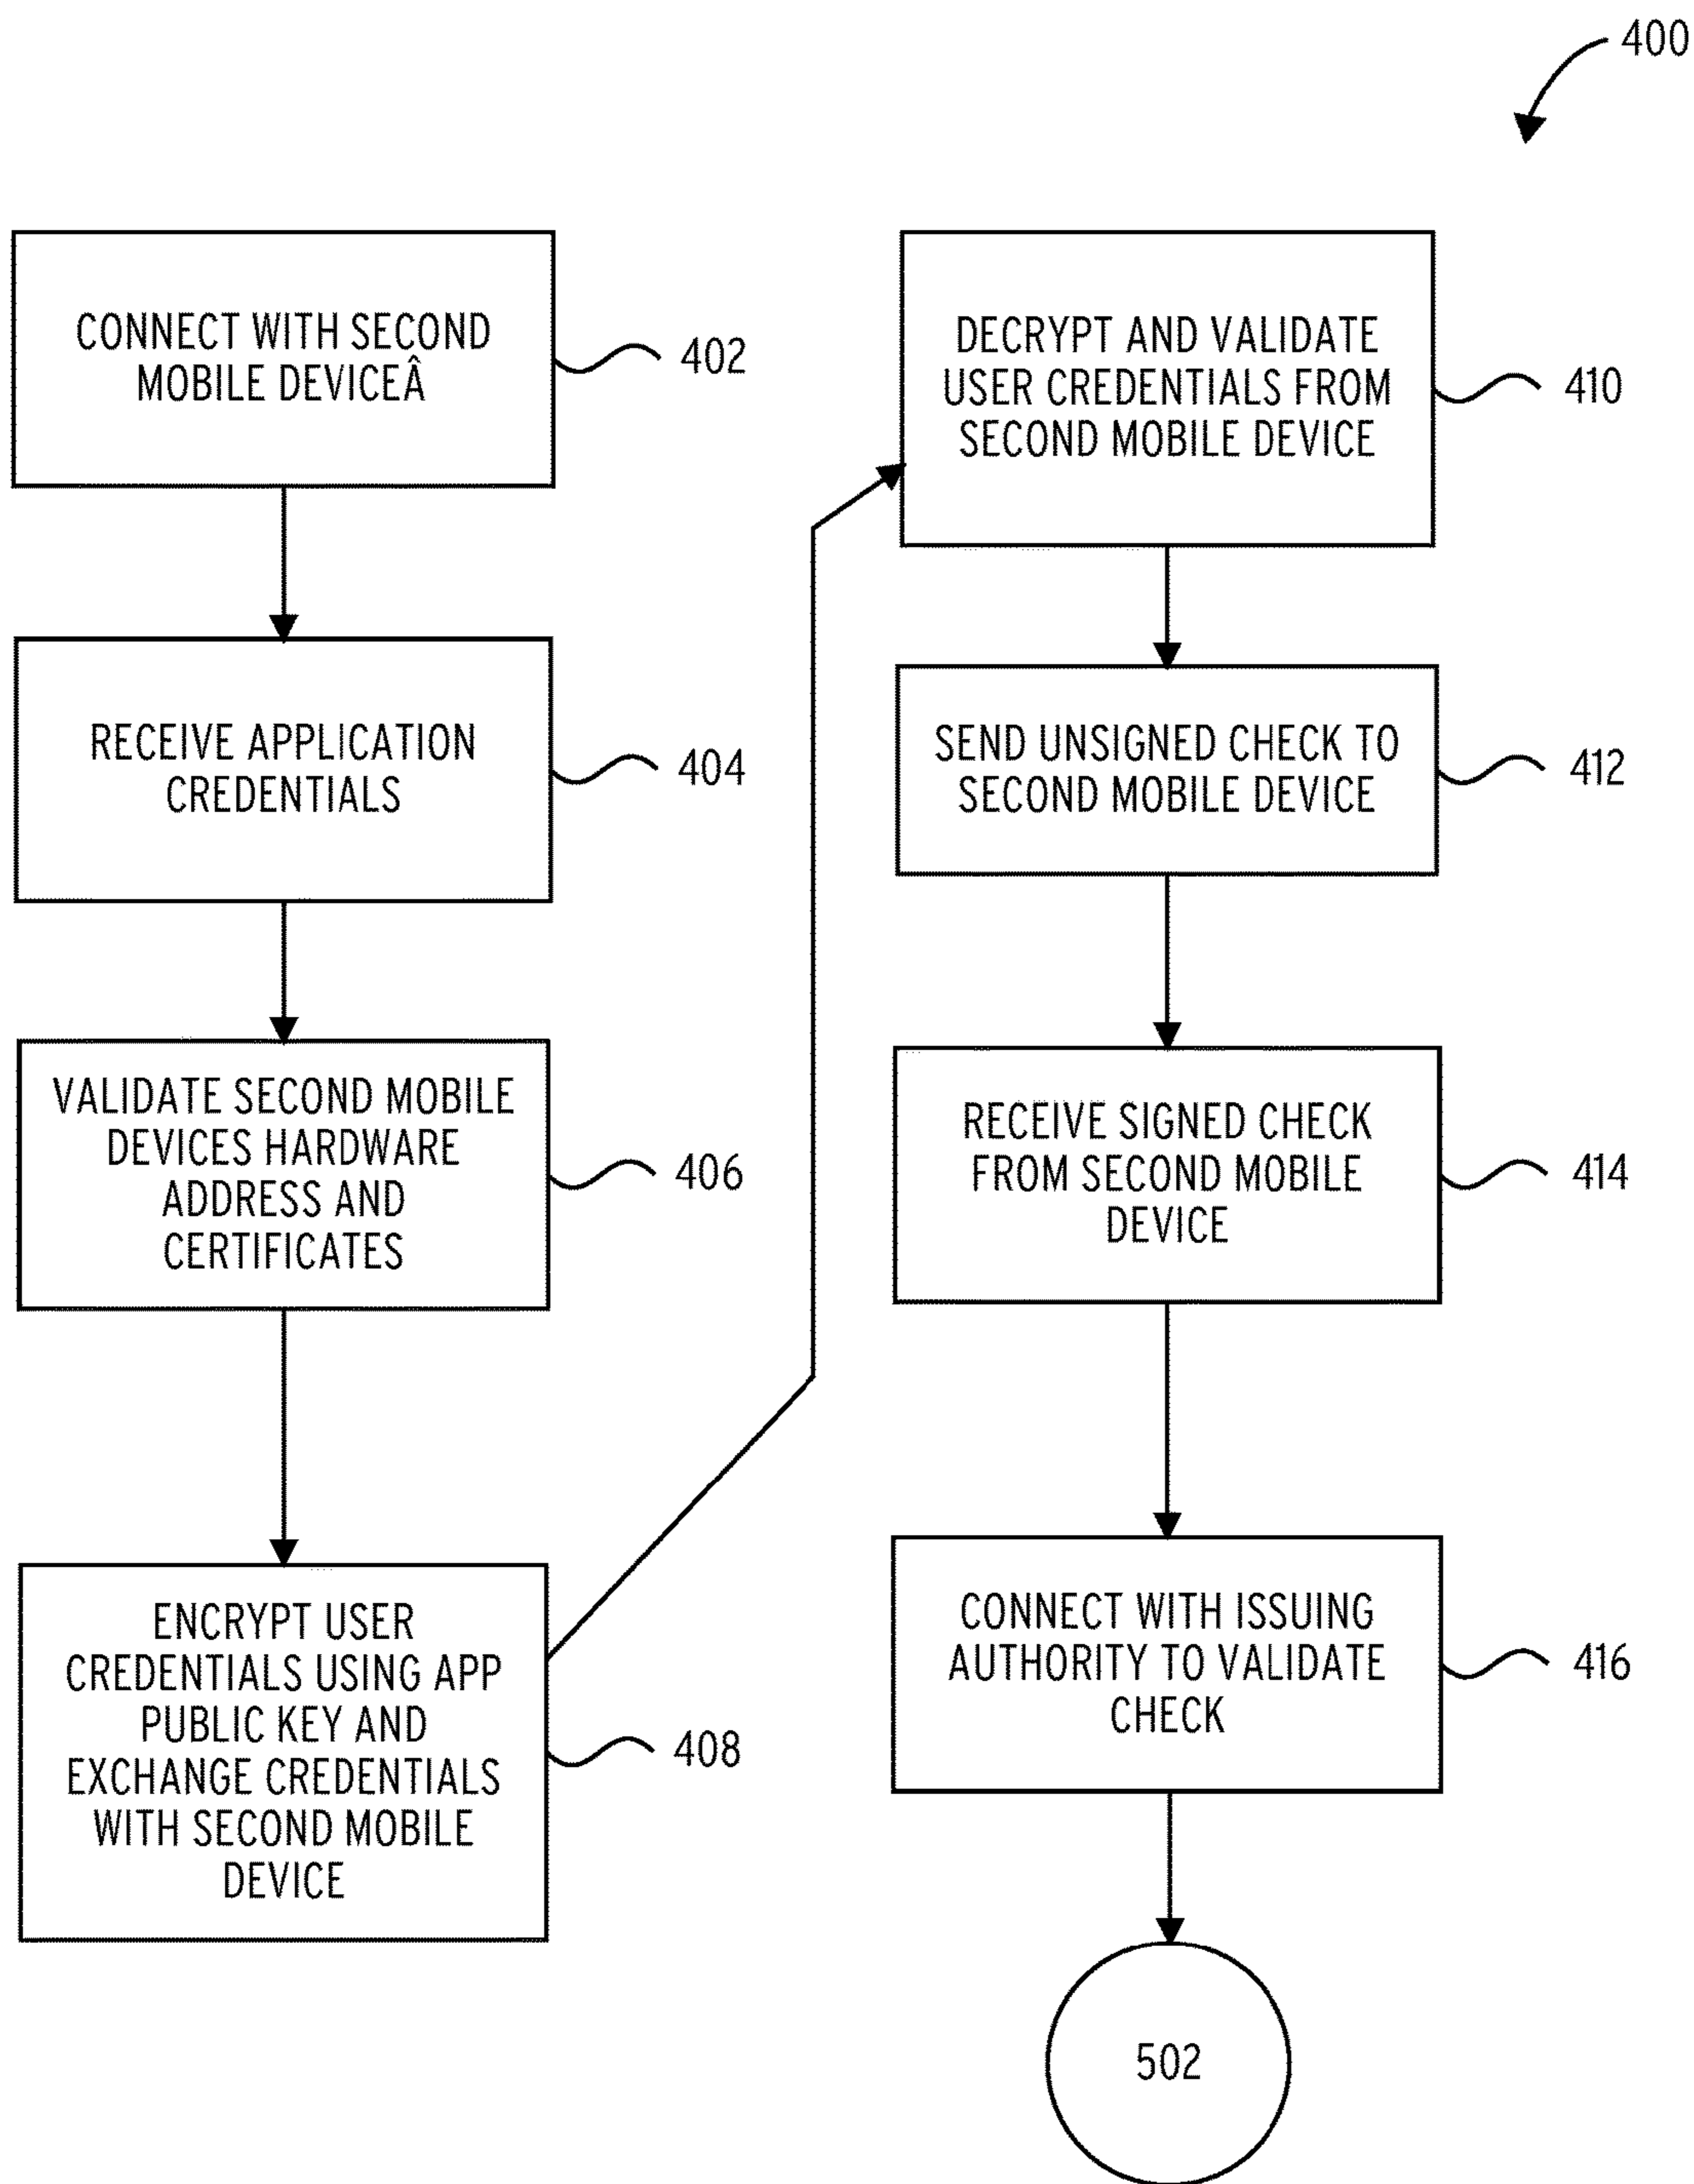 400
CONNECT WITH SECOND
MOBILE DEVICEÂ
402
RECEIVE APPLICATION
CREDENTIALS
404
VALIDATE SECOND MOBILE
DEVICES HARDWARE
ADDRESS AND
CERTIFICATES
406
ENCRYPT USER
CREDENTIALS USING APP
PUBLIC KEY AND
EXCHANGE CREDENTIALS
WITH SECOND MOBILE
DEVICE
408
DECRYPT AND VALIDATE
USER CREDENTIALS FROM
SECOND MOBILE DEVICE
410
SEND UNSIGNED CHECK TO
SECOND MOBILE DEVICE
412
RECEIVE SIGNED CHECK
FROM SECOND MOBILE
DEVICE
414
CONNECT WITH ISSUING
AUTHORITY TO VALIDATE
CHECK
416
502